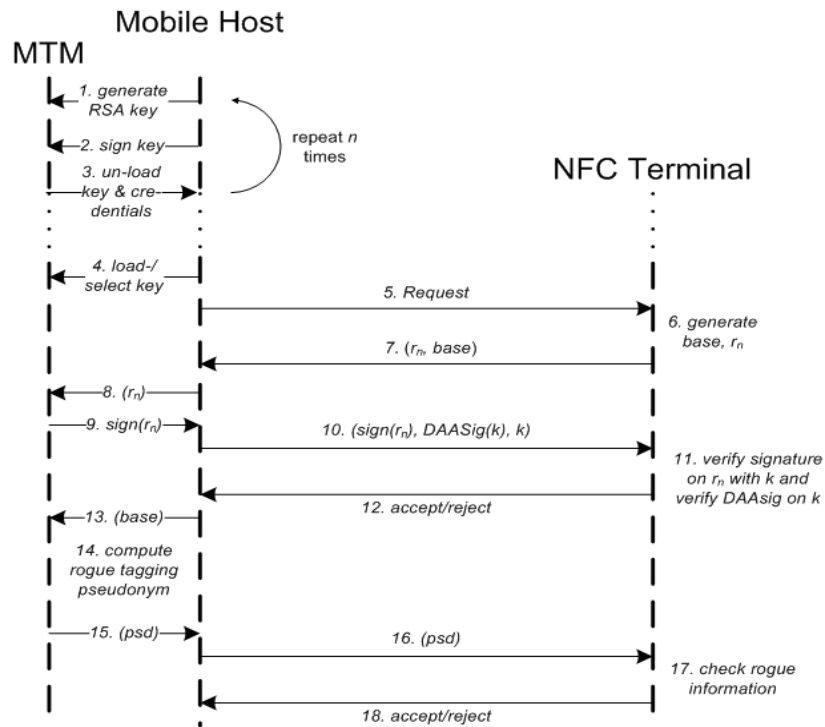 Mobile Host
MTM
1. generate
RSA key
2. sign key
repeat n
times
3. un-load
key & cre-
dentials
NFC Terminal
4. load-/
select key
5. Request
6. generate
base, rₙ
7. (rₙ, base)
8. (rₙ)
9. sign(rₙ)
10. (sign(rₙ), DAASig(k), k)
11. verify signature
on rₙ with k and
verify DAAsig on k
12. accept/reject
13. (base)
14. compute
rogue tagging
pseudonym
15. (psd)
16. (psd)
17. check rogue
information
18. accept/reject